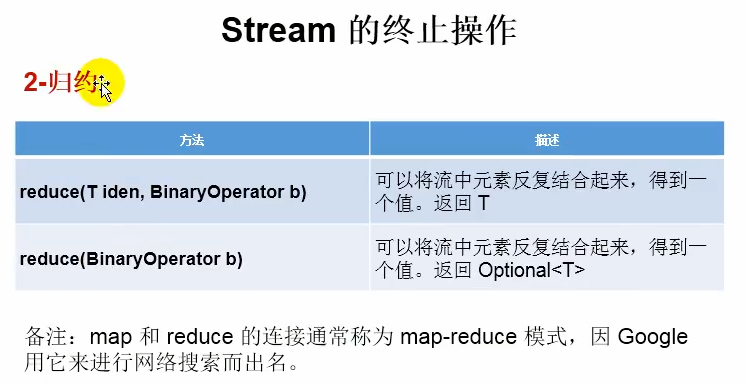 Stream 的终止操作
2-归约
方法
描述
reduce(T iden, BinaryOperator b)
可以将流中元素反复结合起来，得到一
个值。返回 T
reduce(BinaryOperator b)
可以将流中元素反复结合起来，得到一
个值。返回 Optional<T>
备注：map 和 reduce 的连接通常称为 map-reduce 模式，因 Google
用它来进行网络搜索而出名。